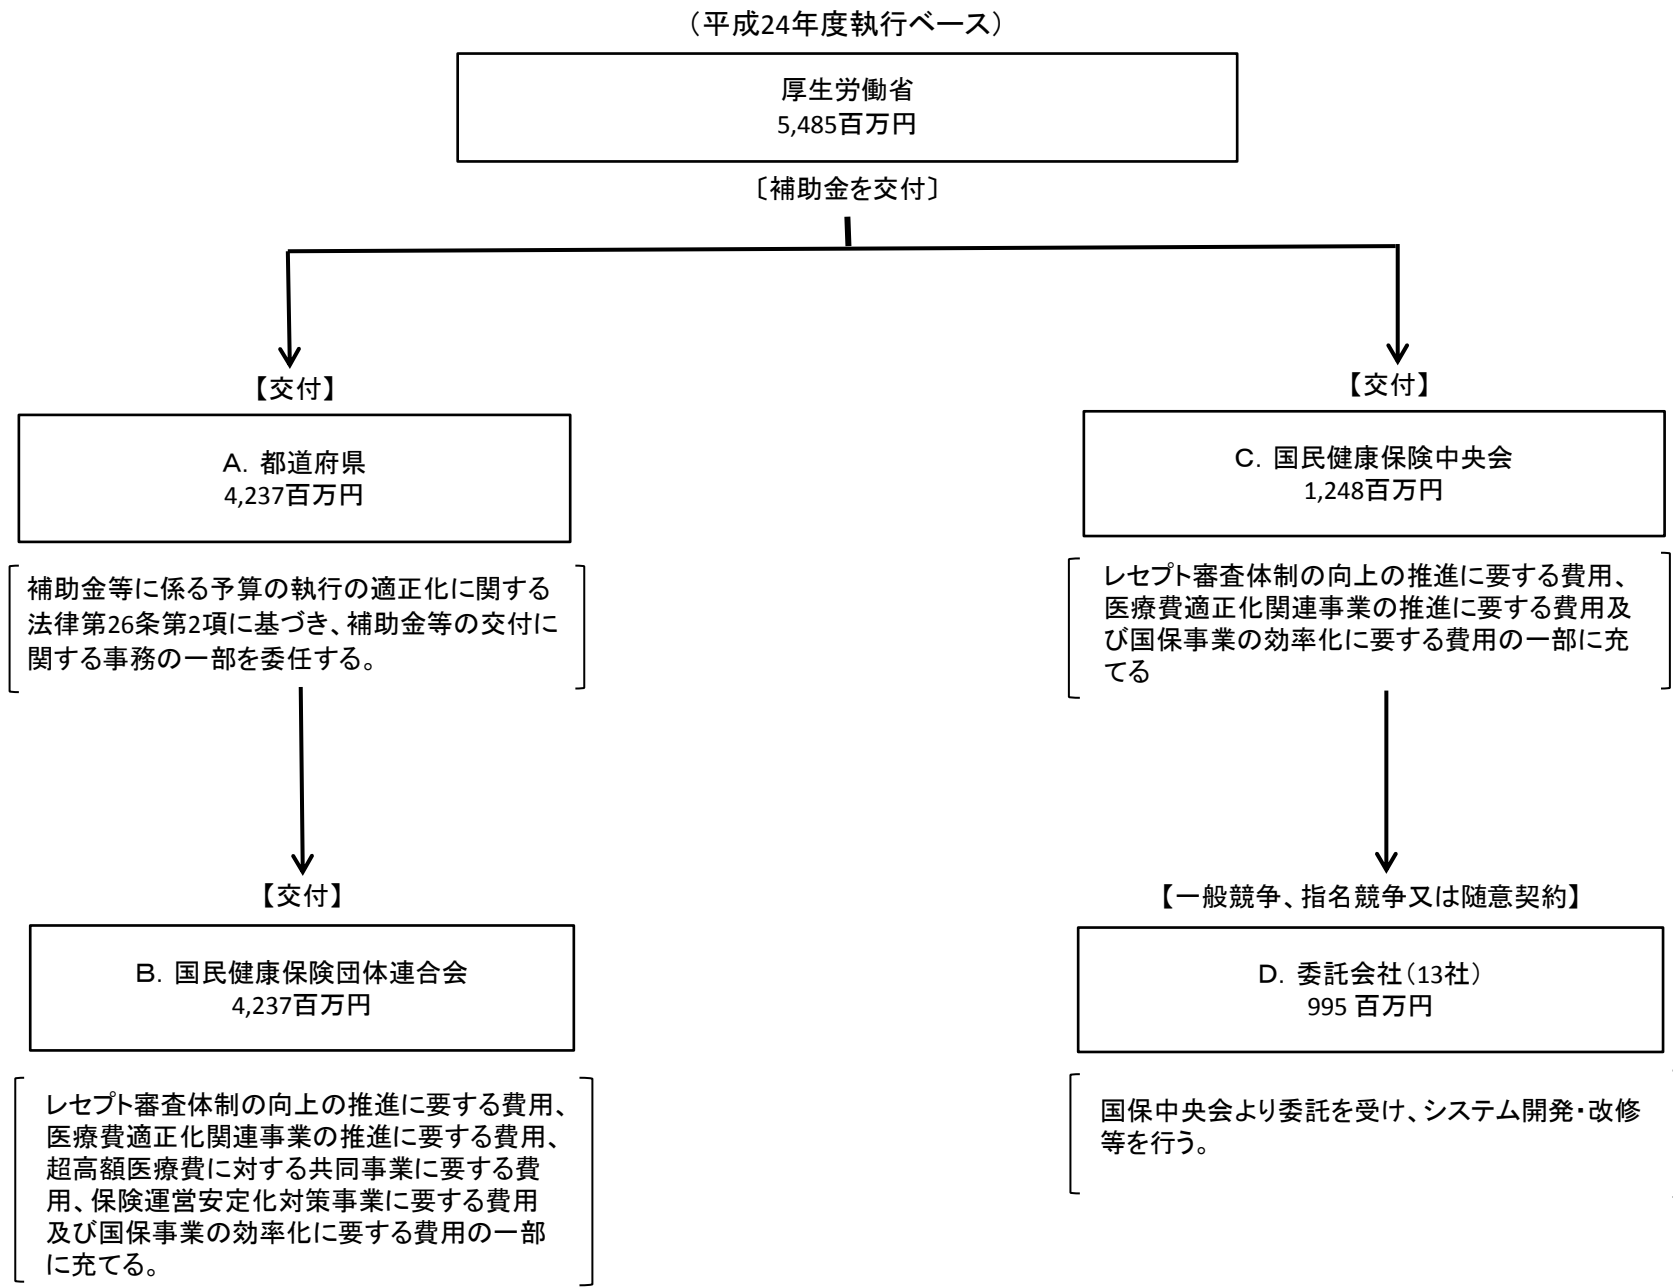 (平成24年度執行ベース)
厚生労働省
5,485百万円
〔補助金を交付〕
【交付】
A. 都道府県
4,237百万円
補助金等に係る予算の執行の適正化に関する
法律第26条第2項に基づき、補助金等の交付に
関する事務の一部を委任する。
【交付】
B. 国民健康保険団体連合会
4,237百万円
レセプト審査体制の向上の推進に要する費用、
医療費適正化関連事業の推進に要する費用、
超高額医療費に対する共同事業に要する費
用、保険運営安定化対策事業に要する費用
及び国保事業の効率化に要する費用の一部
に充てる。
【交付】
C. 国民健康保険中央会
1,248百万円
レセプト審査体制の向上の推進に要する費用、
医療費適正化関連事業の推進に要する費用及
び国保事業の効率化に要する費用の一部に充
てる
【一般競争、指名競争又は随意契約】
D. 委託会社(13社)
995 百万円
国保中央会より委託を受け、システム開発・改修
等を行う。